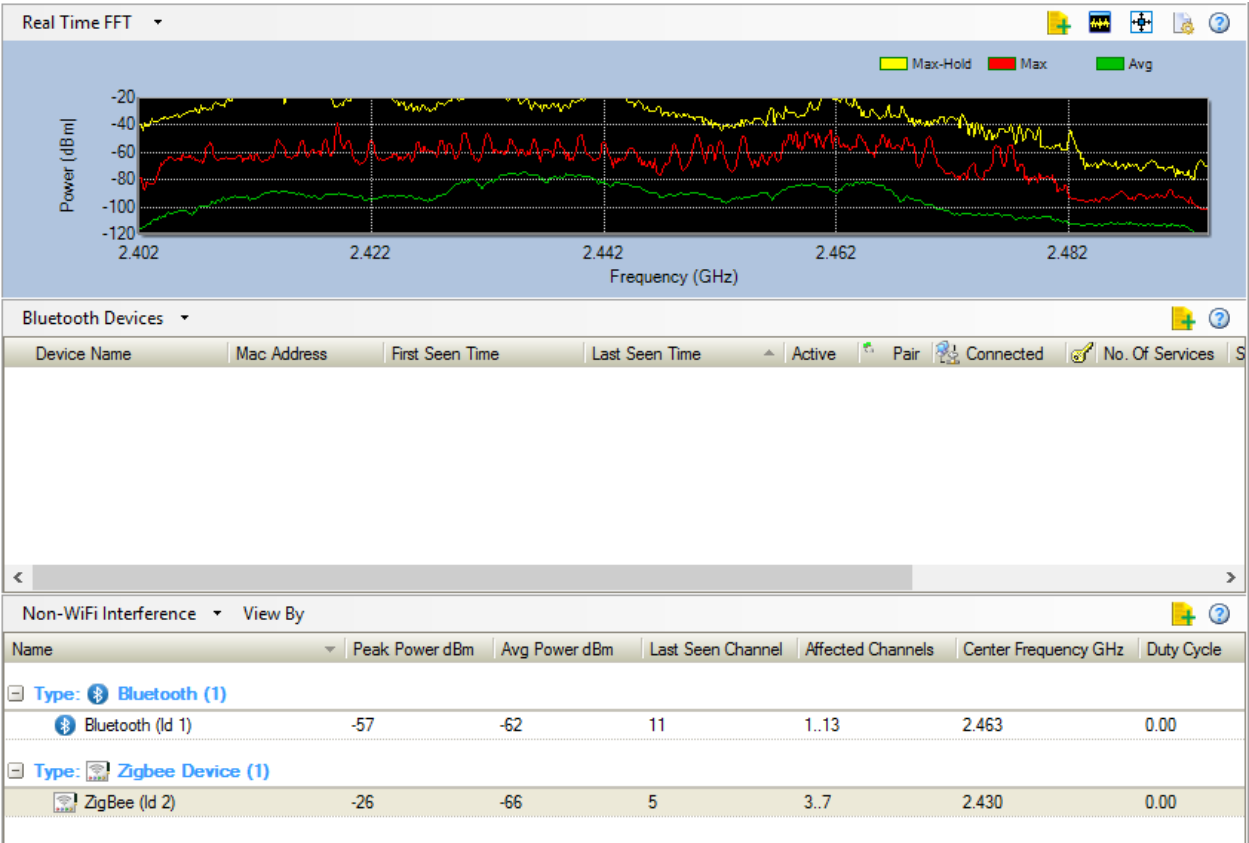 Real Time FFT
Max-Hold Max Avg
-20
-40
-60
-80
-100
-120
Power (dBm)
2.402 2.422 2.442 2.462 2.482
Frequency (GHz)
Bluetooth Devices
Device Name Mac Address First Seen Time Last Seen Time Active Pair Connected No. Of Services S
Non-WiFi Interference View By
Name Peak Power dBm Avg Power dBm Last Seen Channel Affected Channels Center Frequency GHz Duty Cycle
Type: Bluetooth (1)
Bluetooth (Id 1) -57 -62 11 1..13 2.463 0.00
Type: Zigbee Device (1)
ZigBee (Id 2) -26 -66 5 3..7 2.430 0.00